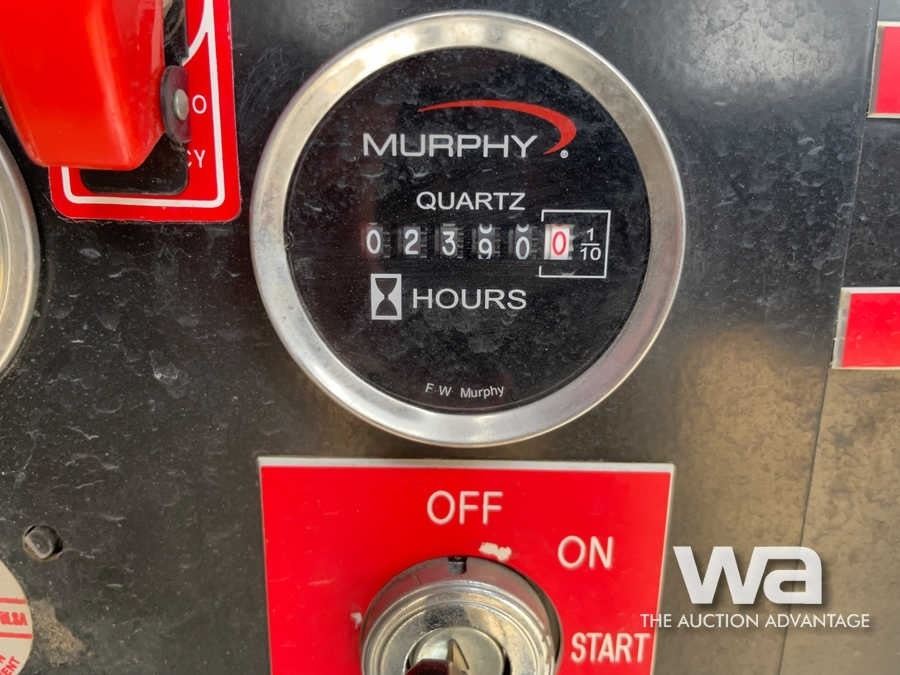 O
CY
MURPHY®
QUARTZ
0 2 3 9 0 0 1/10
HOURS
F W Murphy
OFF
ON
START
wa
THE AUCTION ADVANTAGE